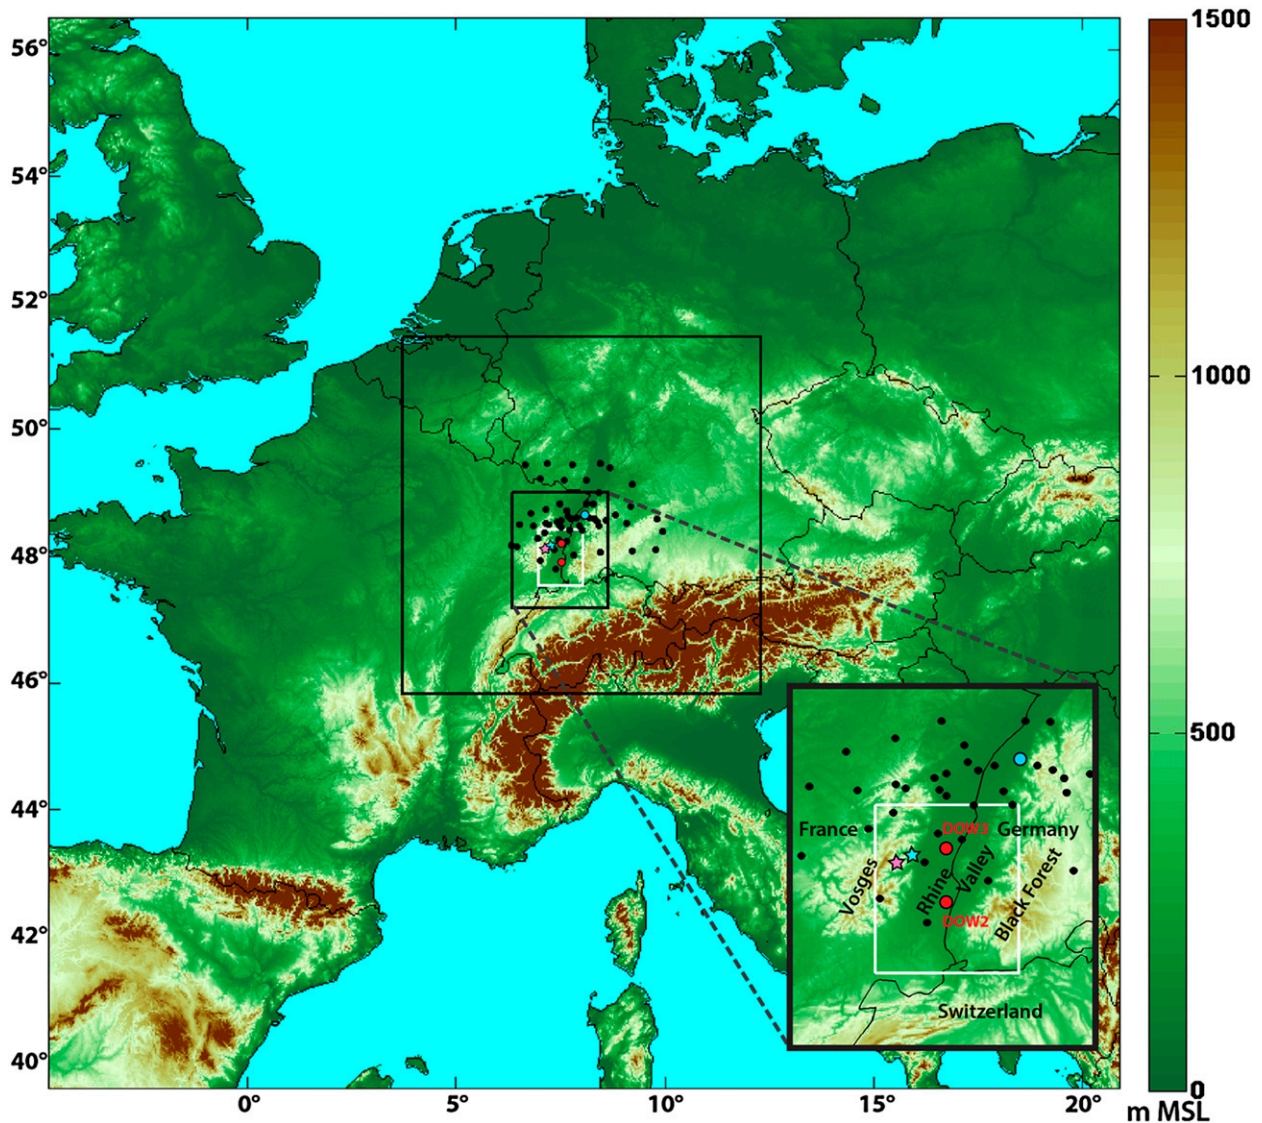 56°
54°
52°
50°
48°
46°
44°
42°
40°
0°
5°
10°
15°
20°
1500
1000
500
0
m MSL
France
DOW3
Germany
Vosges
Rhine
Valley
Black Forest
DOW2
Switzerland